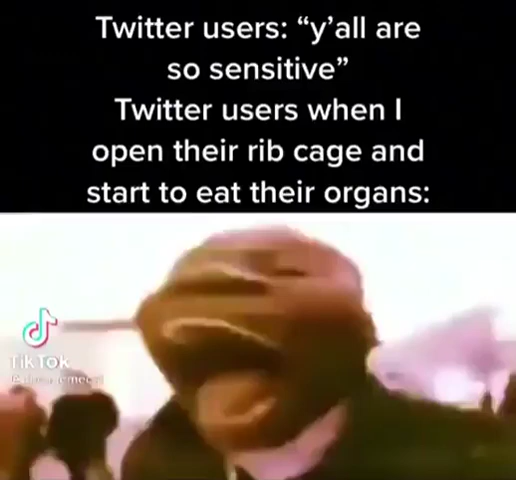 Twitter users: “y’all are
so sensitive”
Twitter users when I
open their rib cage and
start to eat their organs:
TikTok